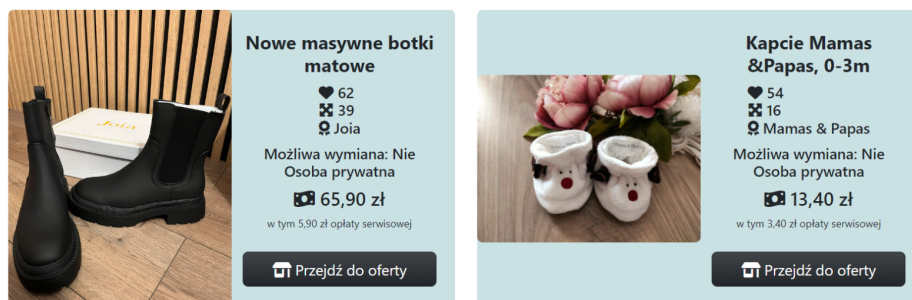 Nowe masywne botki
matowe
62
39
Joia
Możliwa wymiana: Nie
Osoba prywatna
65,90 zł
w tym 5,90 zł opłaty serwisowej
Przejdź do oferty
Joia
Kapcie Mamas
&Papas, 0-3m
54
16
Mamas & Papas
Możliwa wymiana: Nie
Osoba prywatna
13,40 zł
w tym 3,40 zł opłaty serwisowej
Przejdź do oferty